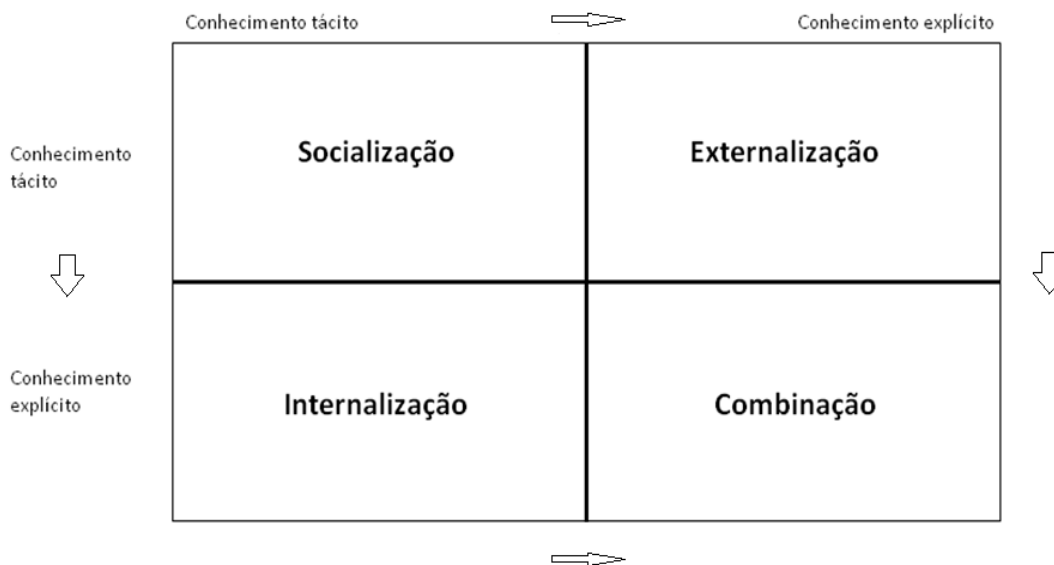 Conhecimento tácito
Conhecimento explícito
Conhecimento
tácito
Socialização
Externalização
Conhecimento
explícito
Internalização
Combinação